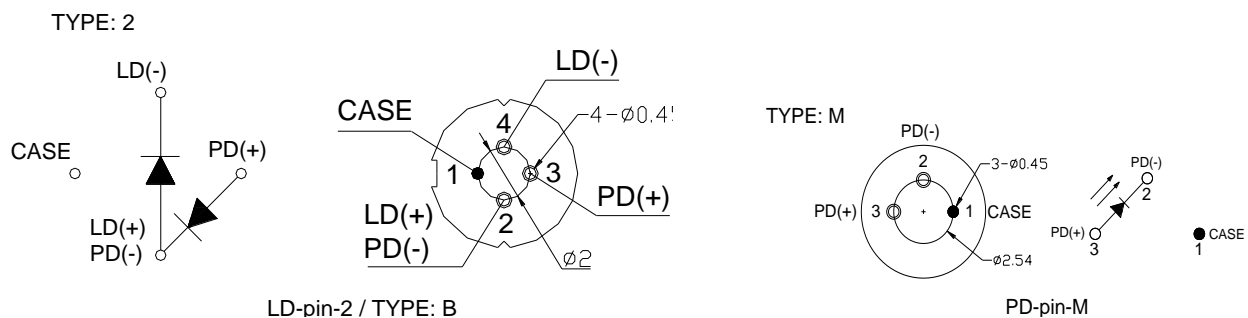 TYPE: 2
LD(-)
CASE
PD(+)
LD(+)
PD(-)
LD(-)
CASE
4
4-Ø0.45
1
3
PD(+)
LD(+)
2
PD(-)
Ø2
LD-pin-2 / TYPE: B
TYPE: M
PD(-)
2
3-Ø0.45
PD(+)
3
1
CASE
Ø2.54
PD(-)
2
PD(+)
3
CASE
1
PD-pin-M